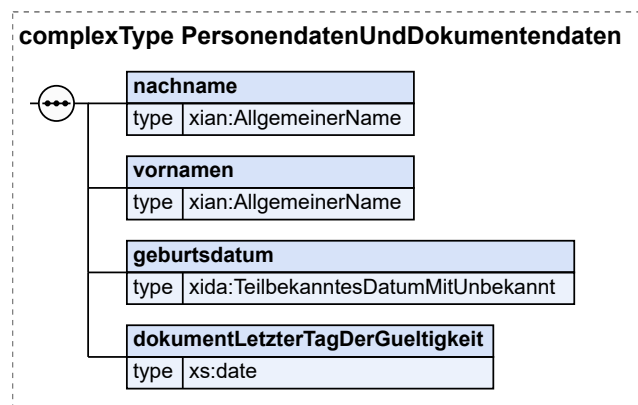 complexType PersonendatenUndDokumentendaten
nachname
type xian:AllgemeinerName
vornamen
type xian:AllgemeinerName
geburtsdatum
type xida:TeilbekanntesDatumMitUnbekannt
dokumentLetzterTagDerGueltigkeit
type xs:date